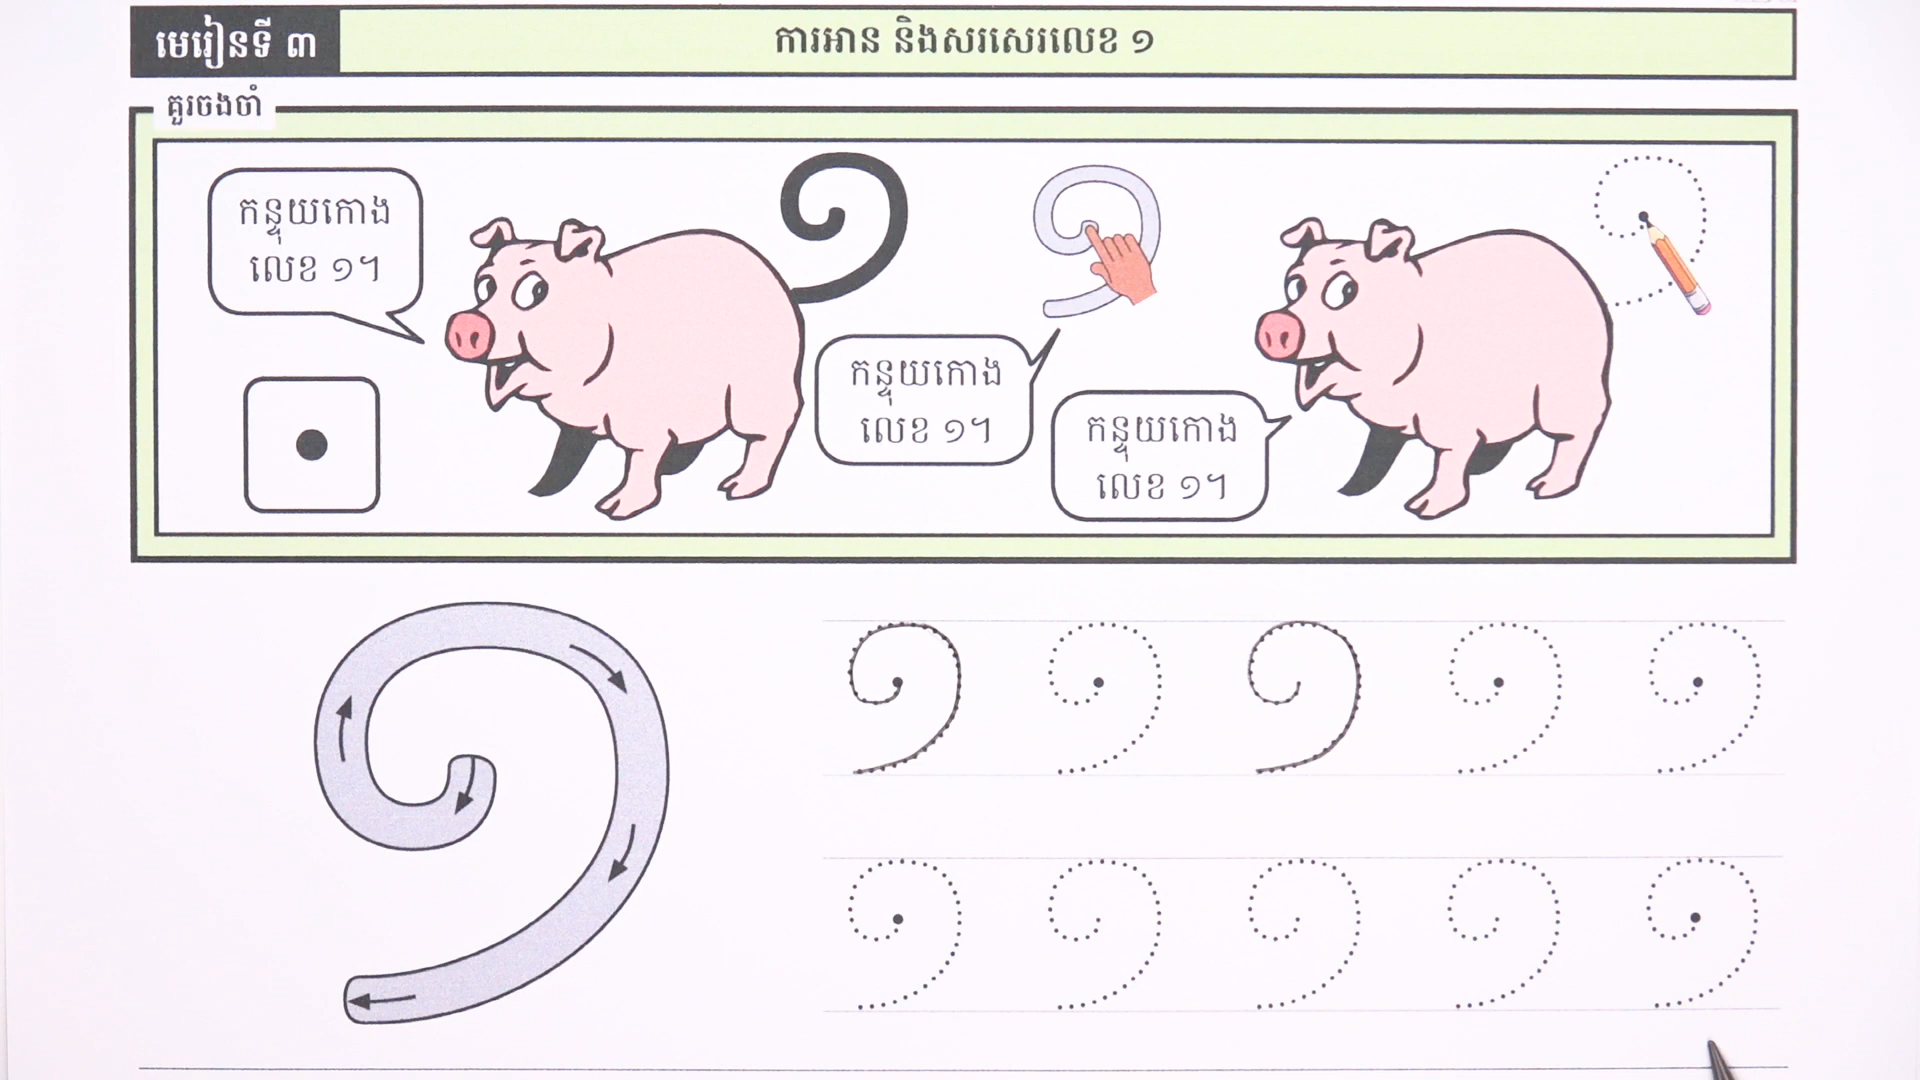 មេរៀនទី ៣
ការអាន និងសរសេរលេខ ១
គួរចងចាំ
កន្ទុយកោង
លេខ ១។
កន្ទុយកោង
លេខ ១។
កន្ទុយកោង
លេខ ១។